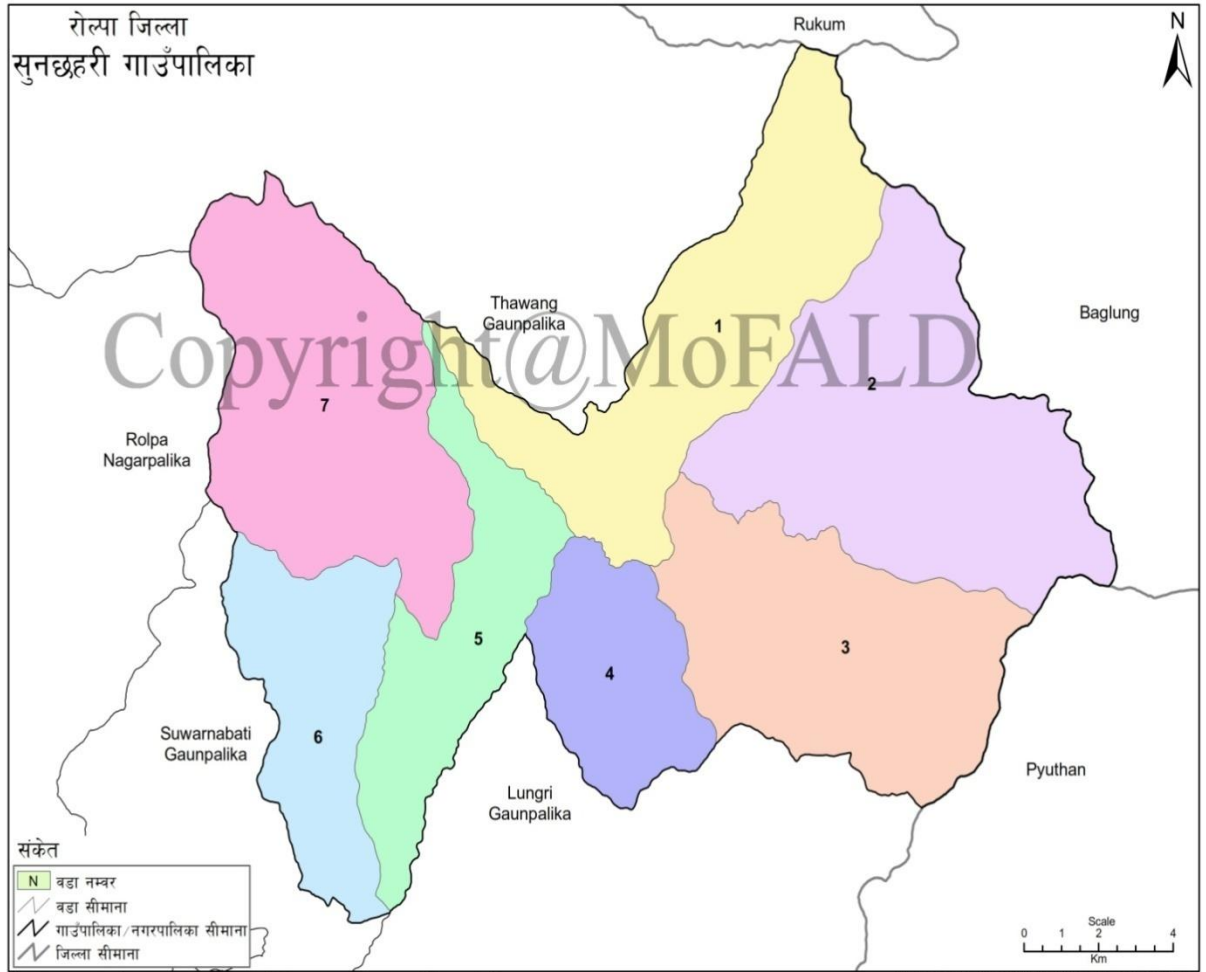 रोल्पा जिल्ला
सुनछहरी गाउँपालिका
Rukum
N
Thawang
Gaunpalika
Baglung
Copyright@MoFALD
1
2
7
Rolpa
Nagarpalika
5
3
4
6
Suwarnabati
Gaunpalika
Lungri
Gaunpalika
Pyuthan
संकेत
N वडा नम्बर
वडा सीमाना
गाउँपालिका/नगरपालिका सीमाना
जिल्ला सीमाना
Scale
0 1 2 4
Km